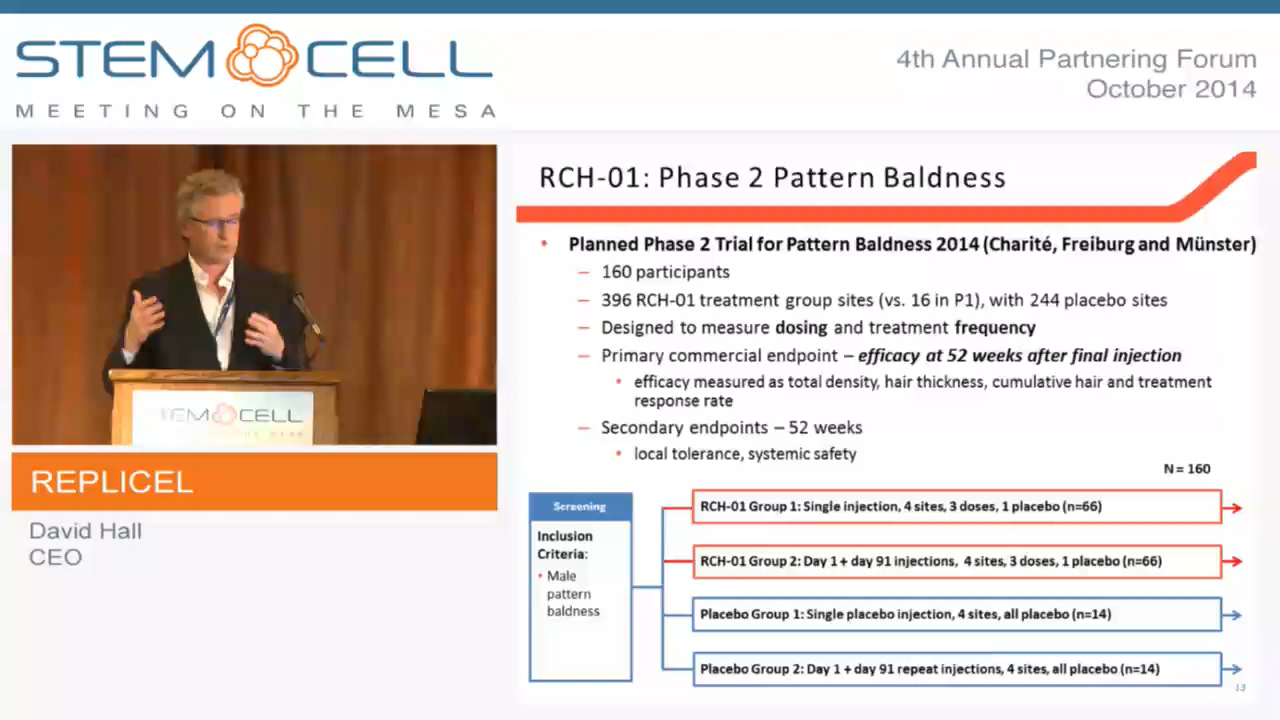 STEM CELL
MEETING ON THE MESA
4th Annual Partnering Forum
October 2014
STEM CELL
REPLICEL
David Hall
CEO
RCH-01: Phase 2 Pattern Baldness
• Planned Phase 2 Trial for Pattern Baldness 2014 (Charité, Freiburg and Münster)
– 160 participants
– 396 RCH-01 treatment group sites (vs. 16 in P1), with 244 placebo sites
– Designed to measure dosing and treatment frequency
– Primary commercial endpoint – efficacy at 52 weeks after final injection
• efficacy measured as total density, hair thickness, cumulative hair and treatment
response rate
– Secondary endpoints – 52 weeks
• local tolerance, systemic safety
N = 160
Screening
Inclusion
Criteria:
• Male
pattern
baldness
RCH-01 Group 1: Single injection, 4 sites, 3 doses, 1 placebo (n=66)
RCH-01 Group 2: Day 1 + day 91 injections, 4 sites, 3 doses, 1 placebo (n=66)
Placebo Group 1: Single placebo injection, 4 sites, all placebo (n=14)
Placebo Group 2: Day 1 + day 91 repeat injections, 4 sites, all placebo (n=14)
13